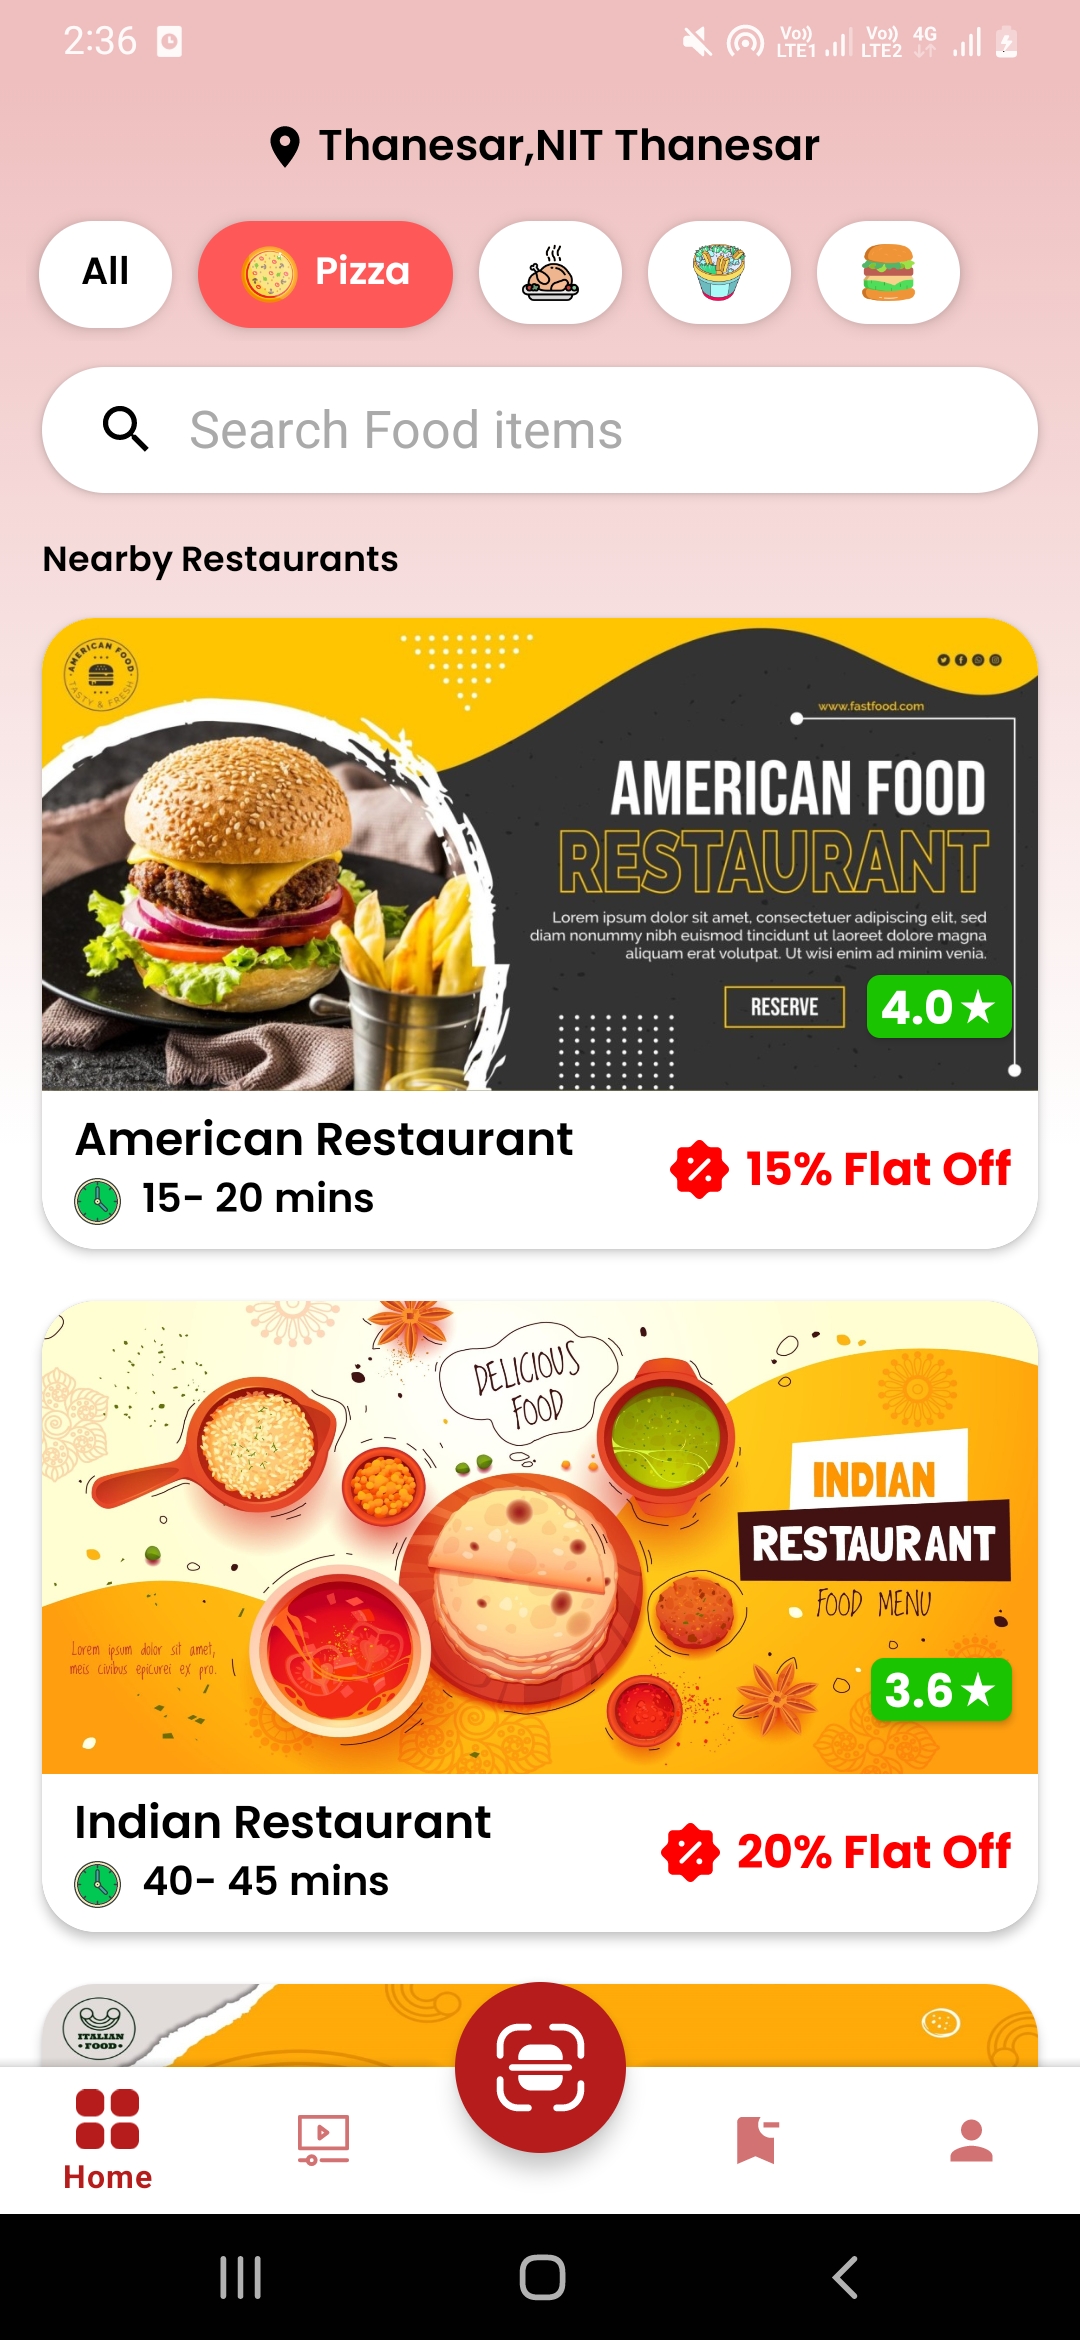 2:36
Vo)) LTE1
Vo)) LTE2
4G
Thanesar,NIT Thanesar
All
Pizza
Search Food items
Nearby Restaurants
AMERICAN FOOD
TASTY & FRESH
www.fastfood.com
AMERICAN FOOD
RESTAURANT
Lorem ipsum dolor sit amet, consectetuer adipiscing elit, sed
diam nonummy nibh euismod tincidunt ut laoreet dolore magna
aliquam erat volutpat. Ut wisi enim ad minim venia.
RESERVE
4.0★
American Restaurant
15- 20 mins
15% Flat Off
DELICIOUS
FOOD
INDIAN
RESTAURANT
FOOD MENU
Lorem ipsum dolor sit amet,
meis civibus epicurei ex pro.
3.6★
Indian Restaurant
40- 45 mins
20% Flat Off
ITALIAN
•FOOD•
Home